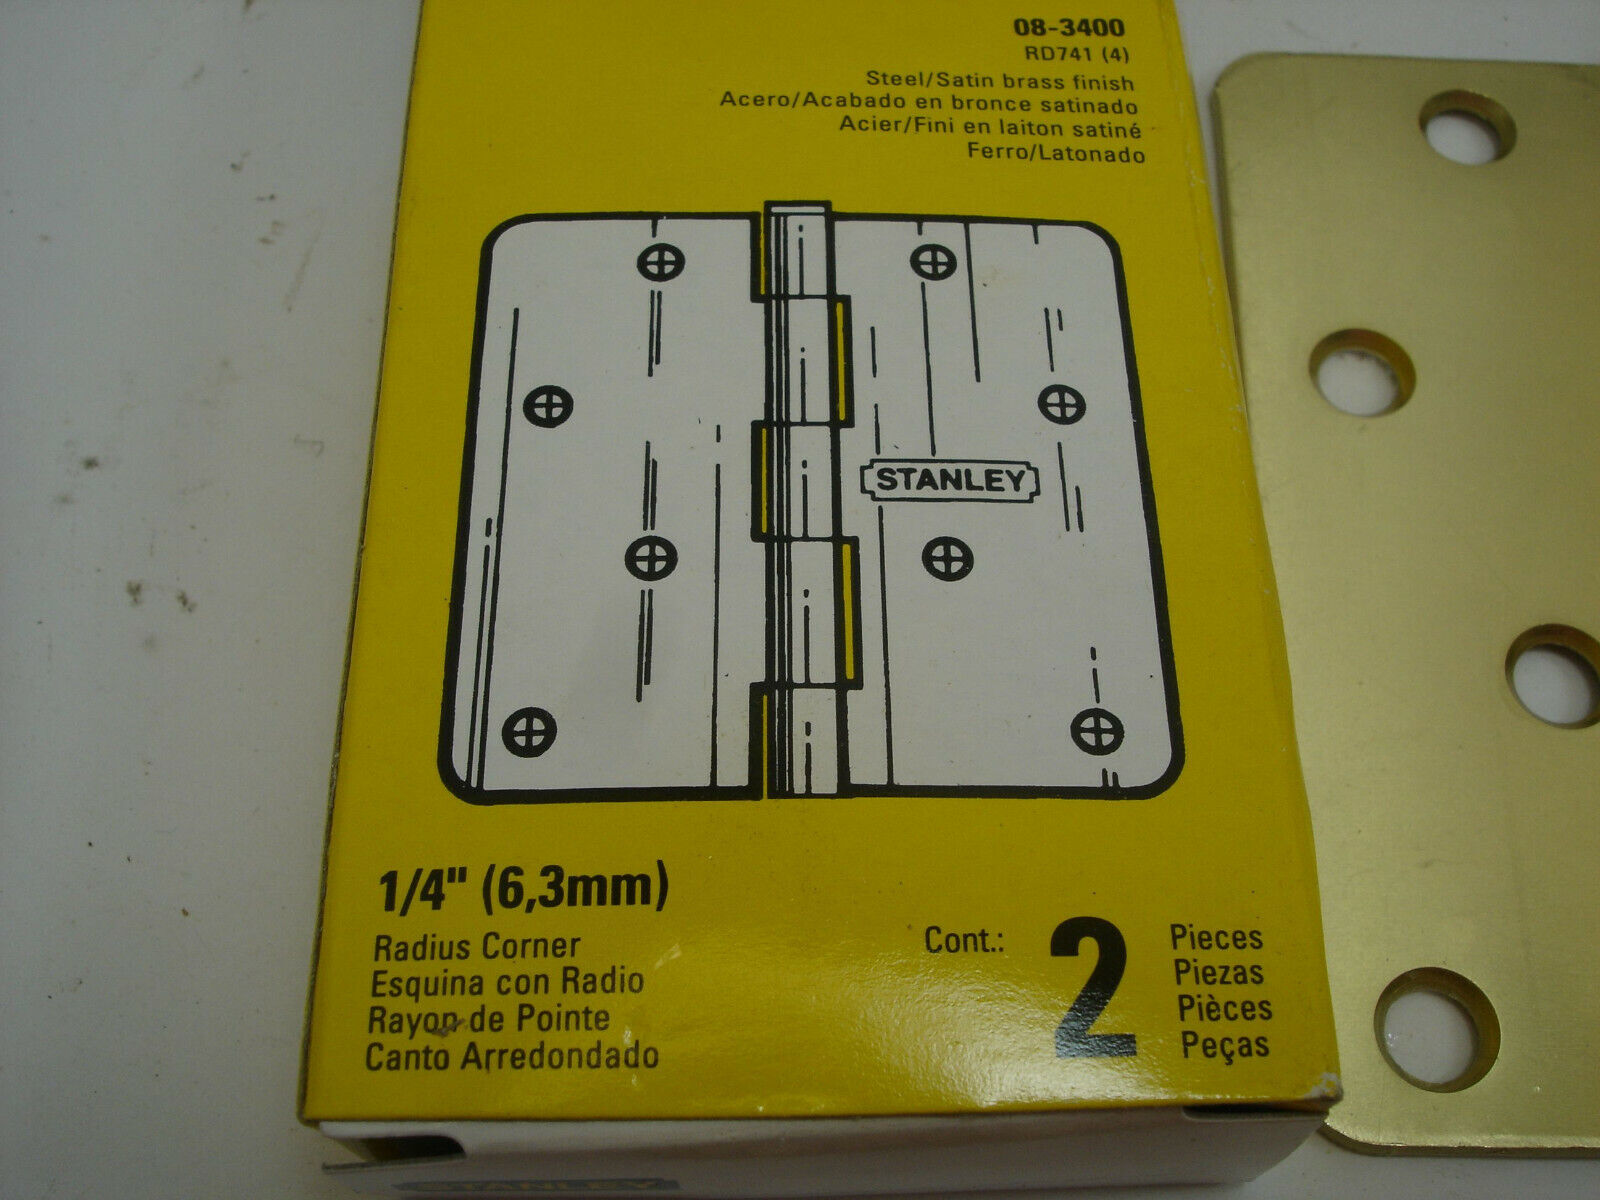 08-3400
RD741 (4)
Steel/Satin brass finish
Acero/Acabado en bronce satinado
Acier/Fini en laiton satiné
Ferro/Latonado
STANLEY
1/4" (6,3mm)
Radius Corner
Esquina con Radio
Rayon de Pointe
Canto Arredondado
Cont.: 2
Pieces
Piezas
Pièces
Peças
STANLEY